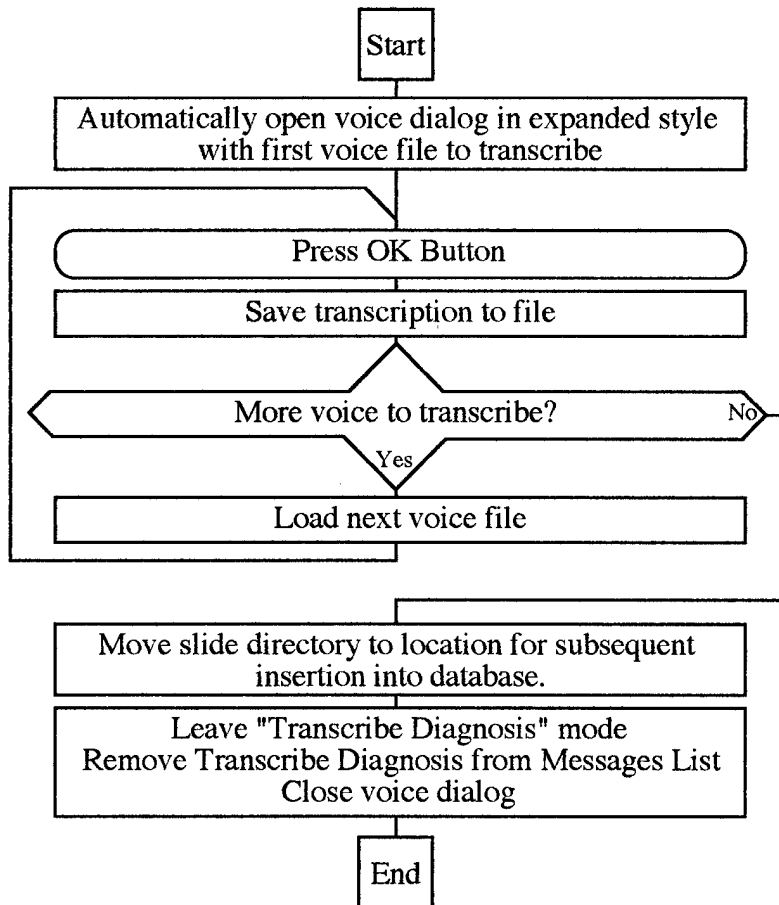 Start
Automatically open voice dialog in expanded style
with first voice file to transcribe
Press OK Button
Save transcription to file
More voice to transcribe?
No
Yes
Load next voice file
Move slide directory to location for subsequent
insertion into database.
Leave "Transcribe Diagnosis" mode
Remove Transcribe Diagnosis from Messages List
Close voice dialog
End